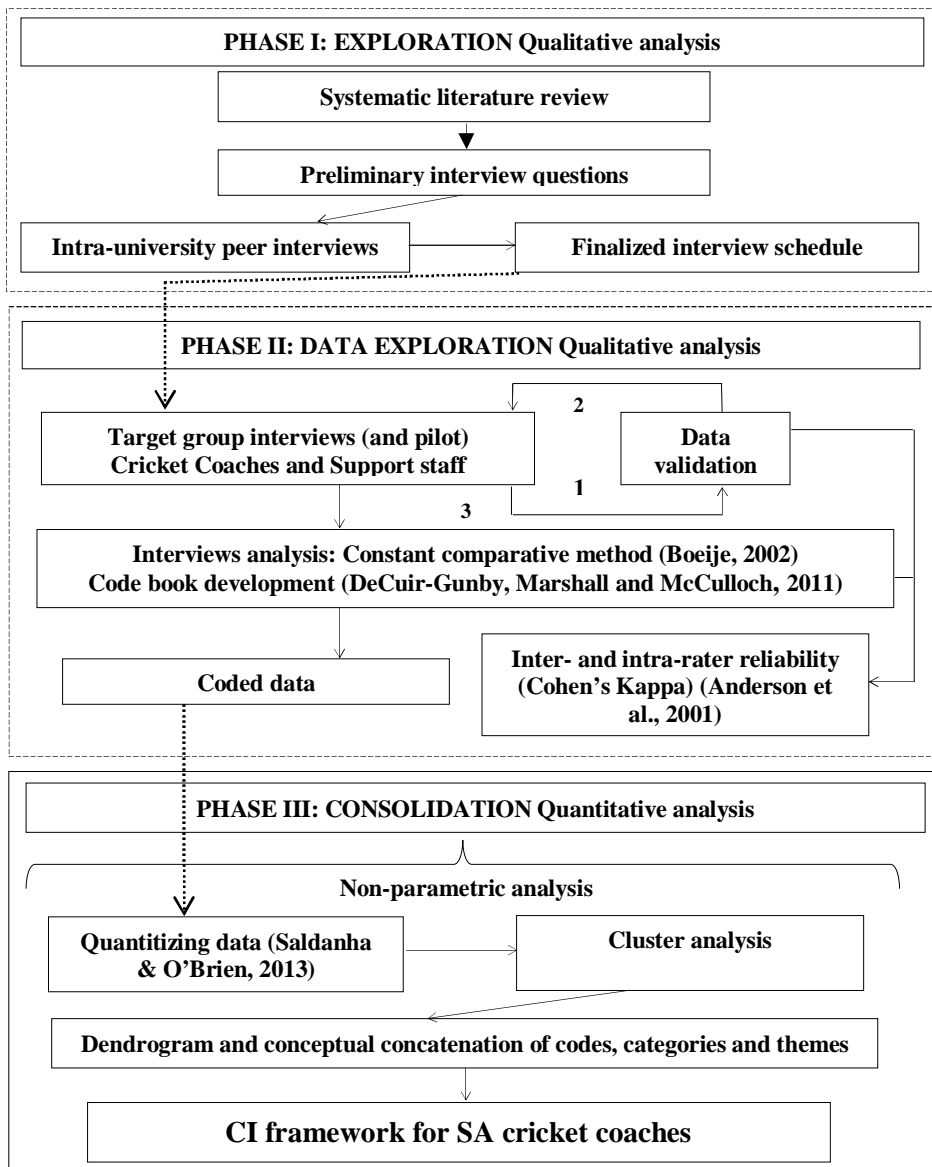 PHASE I: EXPLORATION Qualitative analysis
Systematic literature review
Preliminary interview questions
Intra-university peer interviews
Finalized interview schedule
PHASE II: DATA EXPLORATION Qualitative analysis
2
Target group interviews (and pilot)
Cricket Coaches and Support staff
Data
validation
1
3
Interviews analysis: Constant comparative method (Boeije, 2002)
Code book development (DeCuir-Gunby, Marshall and McCulloch, 2011)
Inter- and intra-rater reliability
(Cohen’s Kappa) (Anderson et
al., 2001)
Coded data
PHASE III: CONSOLIDATION Quantitative analysis
Non-parametric analysis
Quantitizing data (Saldanha
& O’Brien, 2013)
Cluster analysis
Dendrogram and conceptual concatenation of codes, categories and themes
CI framework for SA cricket coaches